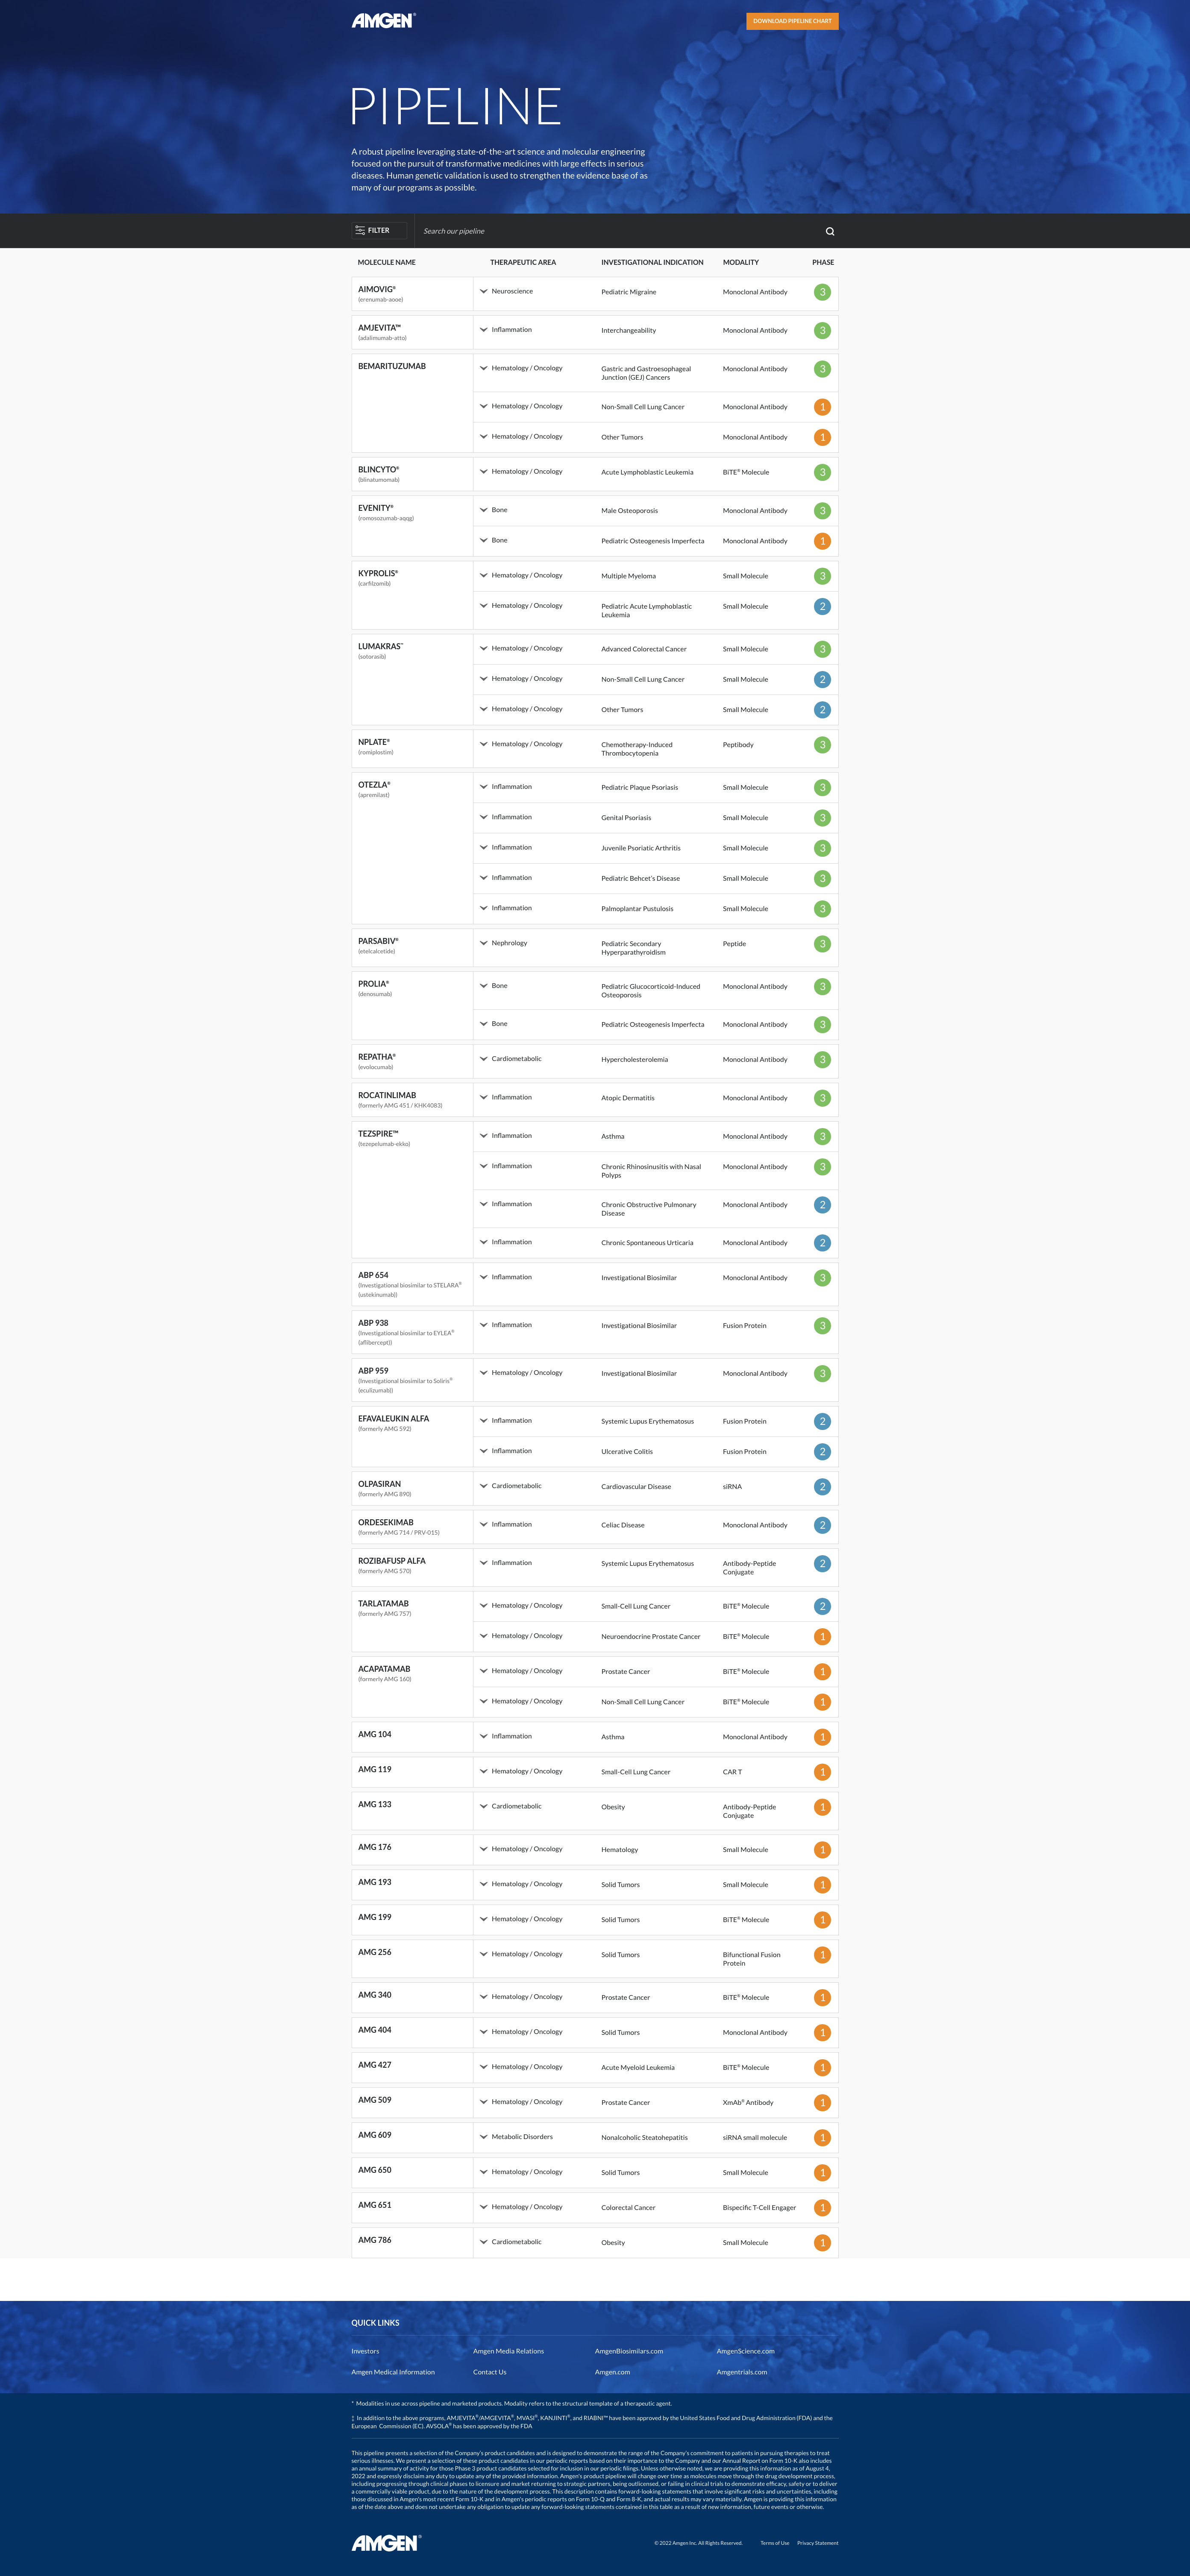 AMGEN®
DOWNLOAD PIPELINE CHART
PIPELINE
A robust pipeline leveraging state-of-the-art science and molecular engineering
focused on the pursuit of transformative medicines with large effects in serious
diseases. Human genetic validation is used to strengthen the evidence base of as
many of our programs as possible.
FILTER
Search our pipeline
MOLECULE NAME THERAPEUTIC AREA INVESTIGATIONAL INDICATION MODALITY PHASE
AIMOVIG® Neuroscience Pediatric Migraine Monoclonal Antibody 3
(erenumab-aooe)
AMJEVITA™ Inflammation Interchangeability Monoclonal Antibody 3
(adalimumab-atto)
BEMARITUZUMAB Hematology / Oncology Gastric and Gastroesophageal Monoclonal Antibody 3
Junction (GEJ) Cancers
Hematology / Oncology Non-Small Cell Lung Cancer Monoclonal Antibody 1
Hematology / Oncology Other Tumors Monoclonal Antibody 1
BLINCYTO® Hematology / Oncology Acute Lymphoblastic Leukemia BiTE® Molecule 3
(blinatumomab)
EVENITY® Bone Male Osteoporosis Monoclonal Antibody 3
(romosozumab-aqqg)
Bone Pediatric Osteogenesis Imperfecta Monoclonal Antibody 1
KYPROLIS® Hematology / Oncology Multiple Myeloma Small Molecule 3
(carfilzomib)
Hematology / Oncology Pediatric Acute Lymphoblastic Small Molecule 2
Leukemia
LUMAKRAS™ Hematology / Oncology Advanced Colorectal Cancer Small Molecule 3
(sotorasib)
Hematology / Oncology Non-Small Cell Lung Cancer Small Molecule 2
Hematology / Oncology Other Tumors Small Molecule 2
NPLATE® Hematology / Oncology Chemotherapy-Induced Peptibody 3
(romiplostim) Thrombocytopenia
OTEZLA® Inflammation Pediatric Plaque Psoriasis Small Molecule 3
(apremilast)
Inflammation Genital Psoriasis Small Molecule 3
Inflammation Juvenile Psoriatic Arthritis Small Molecule 3
Inflammation Pediatric Behcet's Disease Small Molecule 3
Inflammation Palmoplantar Pustulosis Small Molecule 3
PARSABIV® Nephrology Pediatric Secondary Peptide 3
(etelcalcetide) Hyperparathyroidism
PROLIA® Bone Pediatric Glucocorticoid-Induced Monoclonal Antibody 3
(denosumab) Osteoporosis
Bone Pediatric Osteogenesis Imperfecta Monoclonal Antibody 3
REPATHA® Cardiometabolic Hypercholesterolemia Monoclonal Antibody 3
(evolocumab)
ROCATINLIMAB Inflammation Atopic Dermatitis Monoclonal Antibody 3
(formerly AMG 451 / KHK4083)
TEZSPIRE™ Inflammation Asthma Monoclonal Antibody 3
(tezepelumab-ekko)
Inflammation Chronic Rhinosinusitis with Nasal Monoclonal Antibody 3
Polyps
Inflammation Chronic Obstructive Pulmonary Monoclonal Antibody 2
Disease
Inflammation Chronic Spontaneous Urticaria Monoclonal Antibody 2
ABP 654 Inflammation Investigational Biosimilar Monoclonal Antibody 3
(Investigational biosimilar to STELARA®
(ustekinumab))
ABP 938 Inflammation Investigational Biosimilar Fusion Protein 3
(Investigational biosimilar to EYLEA®
(aflibercept))
ABP 959 Hematology / Oncology Investigational Biosimilar Monoclonal Antibody 3
(Investigational biosimilar to Soliris®
(eculizumab))
EFAVALEUKIN ALFA Inflammation Systemic Lupus Erythematosus Fusion Protein 2
(formerly AMG 592)
Inflammation Ulcerative Colitis Fusion Protein 2
OLPASIRAN Cardiometabolic Cardiovascular Disease siRNA 2
(formerly AMG 890)
ORDESEKIMAB Inflammation Celiac Disease Monoclonal Antibody 2
(formerly AMG 714 / PRV-015)
ROZIBAFUSP ALFA Inflammation Systemic Lupus Erythematosus Antibody-Peptide 2
(formerly AMG 570) Conjugate
TARLATAMAB Hematology / Oncology Small-Cell Lung Cancer BiTE® Molecule 2
(formerly AMG 757)
Hematology / Oncology Neuroendocrine Prostate Cancer BiTE® Molecule 1
ACAPATAMAB Hematology / Oncology Prostate Cancer BiTE® Molecule 1
(formerly AMG 160)
Hematology / Oncology Non-Small Cell Lung Cancer BiTE® Molecule 1
AMG 104 Inflammation Asthma Monoclonal Antibody 1
AMG 119 Hematology / Oncology Small-Cell Lung Cancer CAR T 1
AMG 133 Cardiometabolic Obesity Antibody-Peptide 1
Conjugate
AMG 176 Hematology / Oncology Hematology Small Molecule 1
AMG 193 Hematology / Oncology Solid Tumors Small Molecule 1
AMG 199 Hematology / Oncology Solid Tumors BiTE® Molecule 1
AMG 256 Hematology / Oncology Solid Tumors Bifunctional Fusion 1
Protein
AMG 340 Hematology / Oncology Prostate Cancer BiTE® Molecule 1
AMG 404 Hematology / Oncology Solid Tumors Monoclonal Antibody 1
AMG 427 Hematology / Oncology Acute Myeloid Leukemia BiTE® Molecule 1
AMG 509 Hematology / Oncology Prostate Cancer XmAb® Antibody 1
AMG 609 Metabolic Disorders Nonalcoholic Steatohepatitis siRNA small molecule 1
AMG 650 Hematology / Oncology Solid Tumors Small Molecule 1
AMG 651 Hematology / Oncology Colorectal Cancer Bispecific T-Cell Engager 1
AMG 786 Cardiometabolic Obesity Small Molecule 1
QUICK LINKS
Investors Amgen Media Relations AmgenBiosimilars.com AmgenScience.com
Amgen Medical Information Contact Us Amgen.com Amgentrials.com
* Modalities in use across pipeline and marketed products. Modality refers to the structural template of a therapeutic agent.
‡ In addition to the above programs, AMJEVITA®/AMGEVITA®, MVASI®, KANJINTI®, and RIABNI™ have been approved by the United States Food and Drug Administration (FDA) and the
European Commission (EC). AVSOLA® has been approved by the FDA
This pipeline presents a selection of the Company's product candidates and is designed to demonstrate the range of the Company's commitment to patients in pursuing therapies to treat
serious illnesses. We present a selection of these product candidates in our periodic reports based on their importance to the Company and our Annual Report on Form 10-K also includes
an annual summary of activity for those Phase 3 product candidates selected for inclusion in our periodic filings. Unless otherwise noted, we are providing this information as of August 4,
2022 and expressly disclaim any duty to update any of the provided information. Amgen's product pipeline will change over time as molecules move through the drug development process,
including progressing through clinical phases to licensure and market returning to strategic partners, being outlicensed, or failing in clinical trials to demonstrate efficacy, safety or to deliver
a commercially viable product, due to the nature of the development process. This description contains forward-looking statements that involve significant risks and uncertainties, including
those discussed in Amgen's most recent Form 10-K and in Amgen's periodic reports on Form 10-Q and Form 8-K, and actual results may vary materially. Amgen is providing this information
as of the date above and does not undertake any obligation to update any forward-looking statements contained in this table as a result of new information, future events or otherwise.
AMGEN®
© 2022 Amgen Inc. All Rights Reserved. Terms of Use Privacy Statement